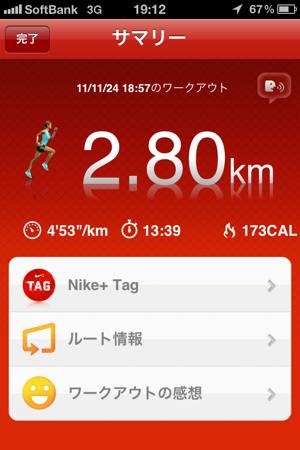 SoftBank 3G 19:12 67%
完了 サマリー
11/11/24 18:57のワークアウト
2.80km
4'53"/km 13:39 173CAL
TAG Nike+ Tag
ルート情報
ワークアウトの感想